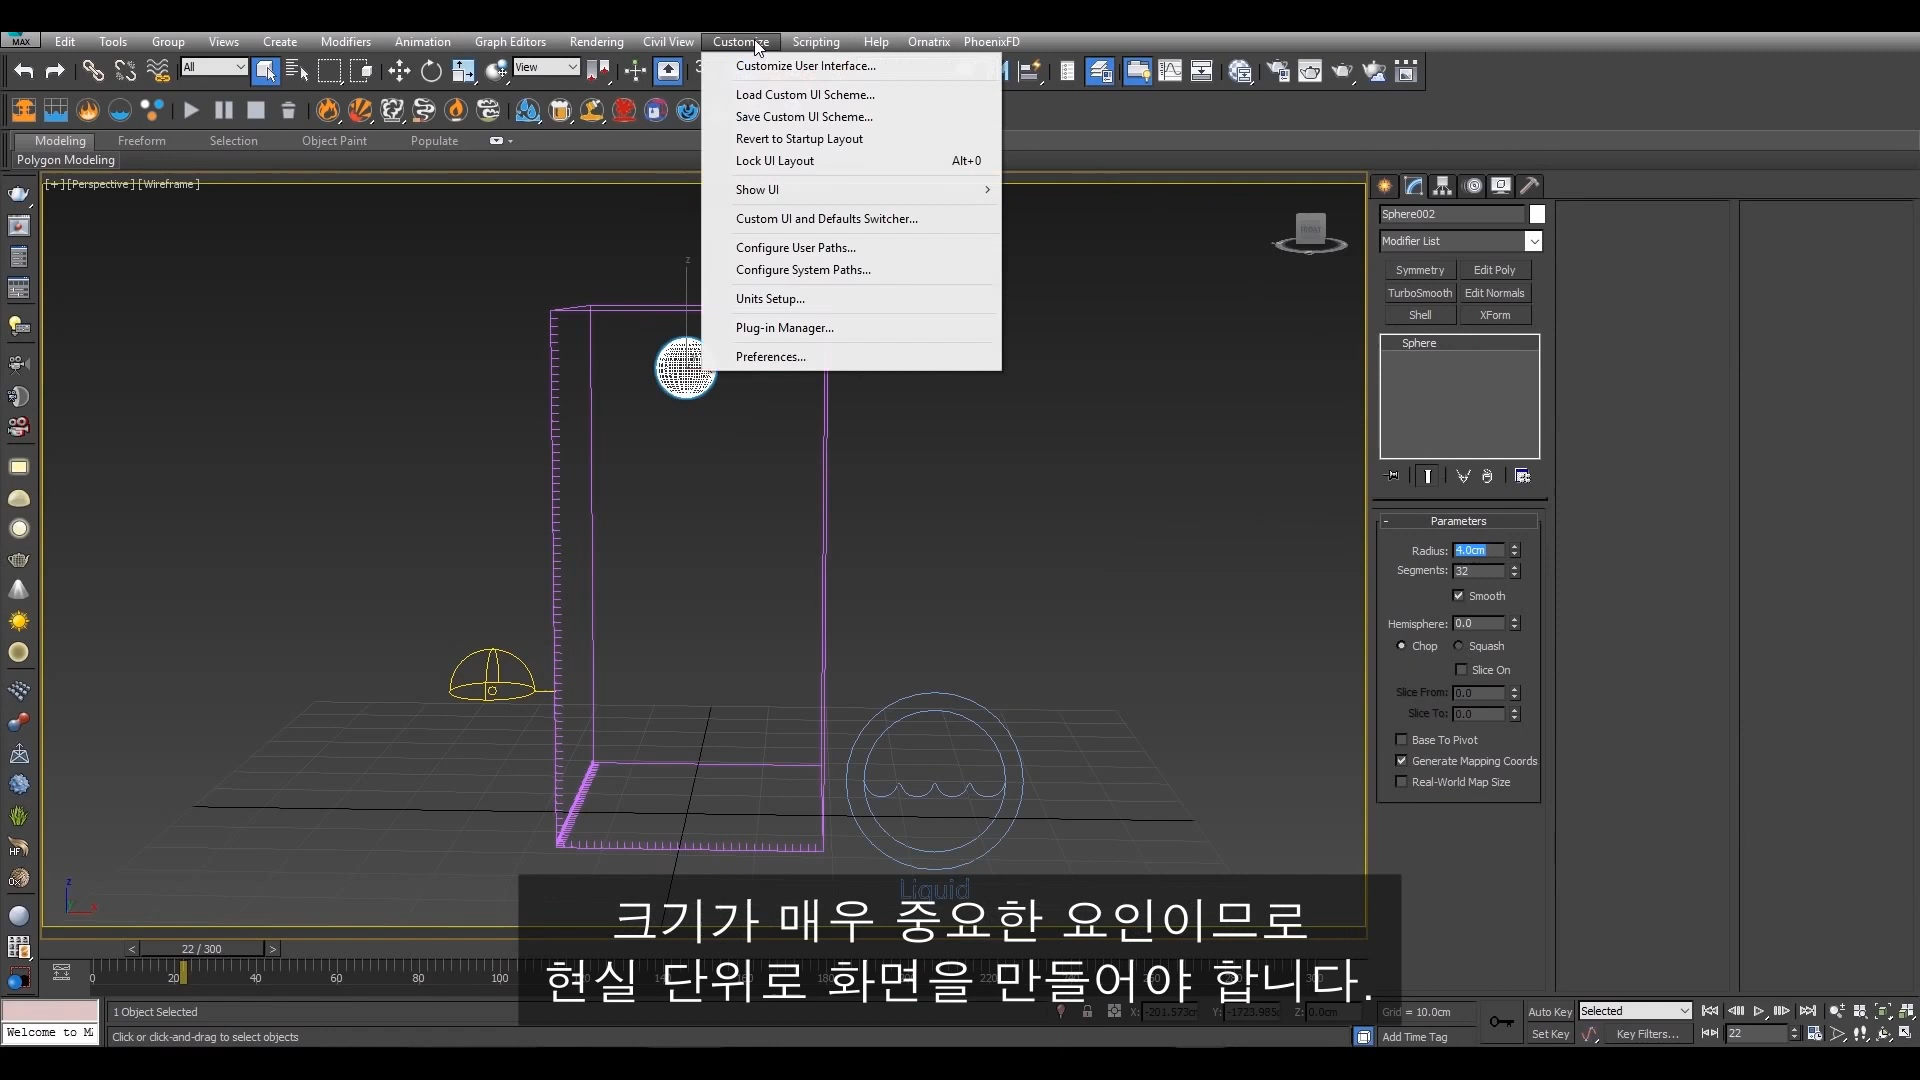 MAX
Edit Tools Group Views Create Modifiers Animation Graph Editors Rendering Civil View Customize Scripting Help Ornatrix PhoenixFD
All
View
Customize User Interface...
Load Custom UI Scheme...
Save Custom UI Scheme...
Revert to Startup Layout
Lock UI Layout Alt+0
Show UI
Custom UI and Defaults Switcher...
Configure User Paths...
Configure System Paths...
Units Setup...
Plug-in Manager...
Preferences...
Modeling Freeform Selection Object Paint Populate
Polygon Modeling
[+][Perspective][Wireframe]
z
Sphere002
Modifier List
Symmetry Edit Poly
TurboSmooth Edit Normals
Shell XForm
Sphere
- Parameters
Radius: 4.0cm
Segments: 32
Smooth
Hemisphere: 0.0
Chop Squash
Slice On
Slice From: 0.0
Slice To: 0.0
Base To Pivot
Generate Mapping Coords
Real-World Map Size
HF
Liquid
크기가 매우 중요한 요인이므로
현실 단위로 화면을 만들어야 합니다.
z
x
< 22 / 300 >
0 20 40 60 80 100
1 Object Selected
X: -201.573cm Y: -1723.985c Z: 0.0cm Grid = 10.0cm
Auto Key Selected
Welcome to M
Click or click-and-drag to select objects
Add Time Tag
Set Key Key Filters... 22